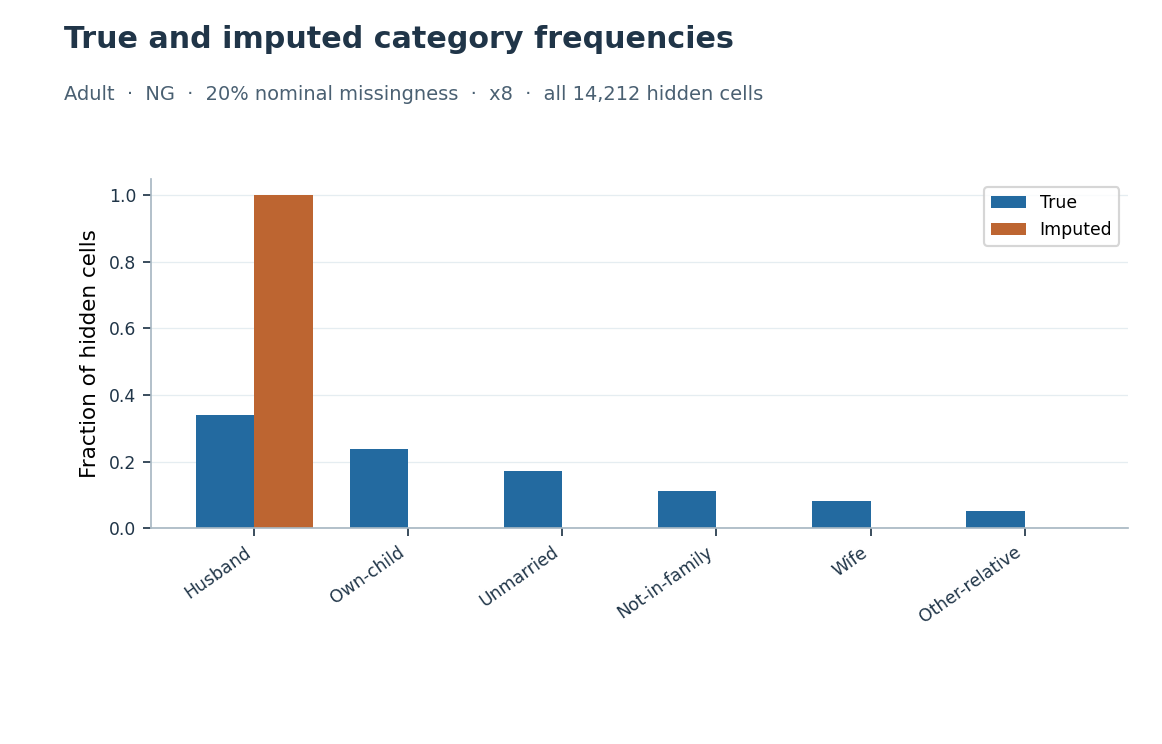 True and imputed category frequencies
Adult · NG · 20% nominal missingness · x8 · all 14,212 hidden cells
Fraction of hidden cells
1.0
0.8
0.6
0.4
0.2
0.0
True
Imputed
Husband
Own-child
Unmarried
Not-in-family
Wife
Other-relative